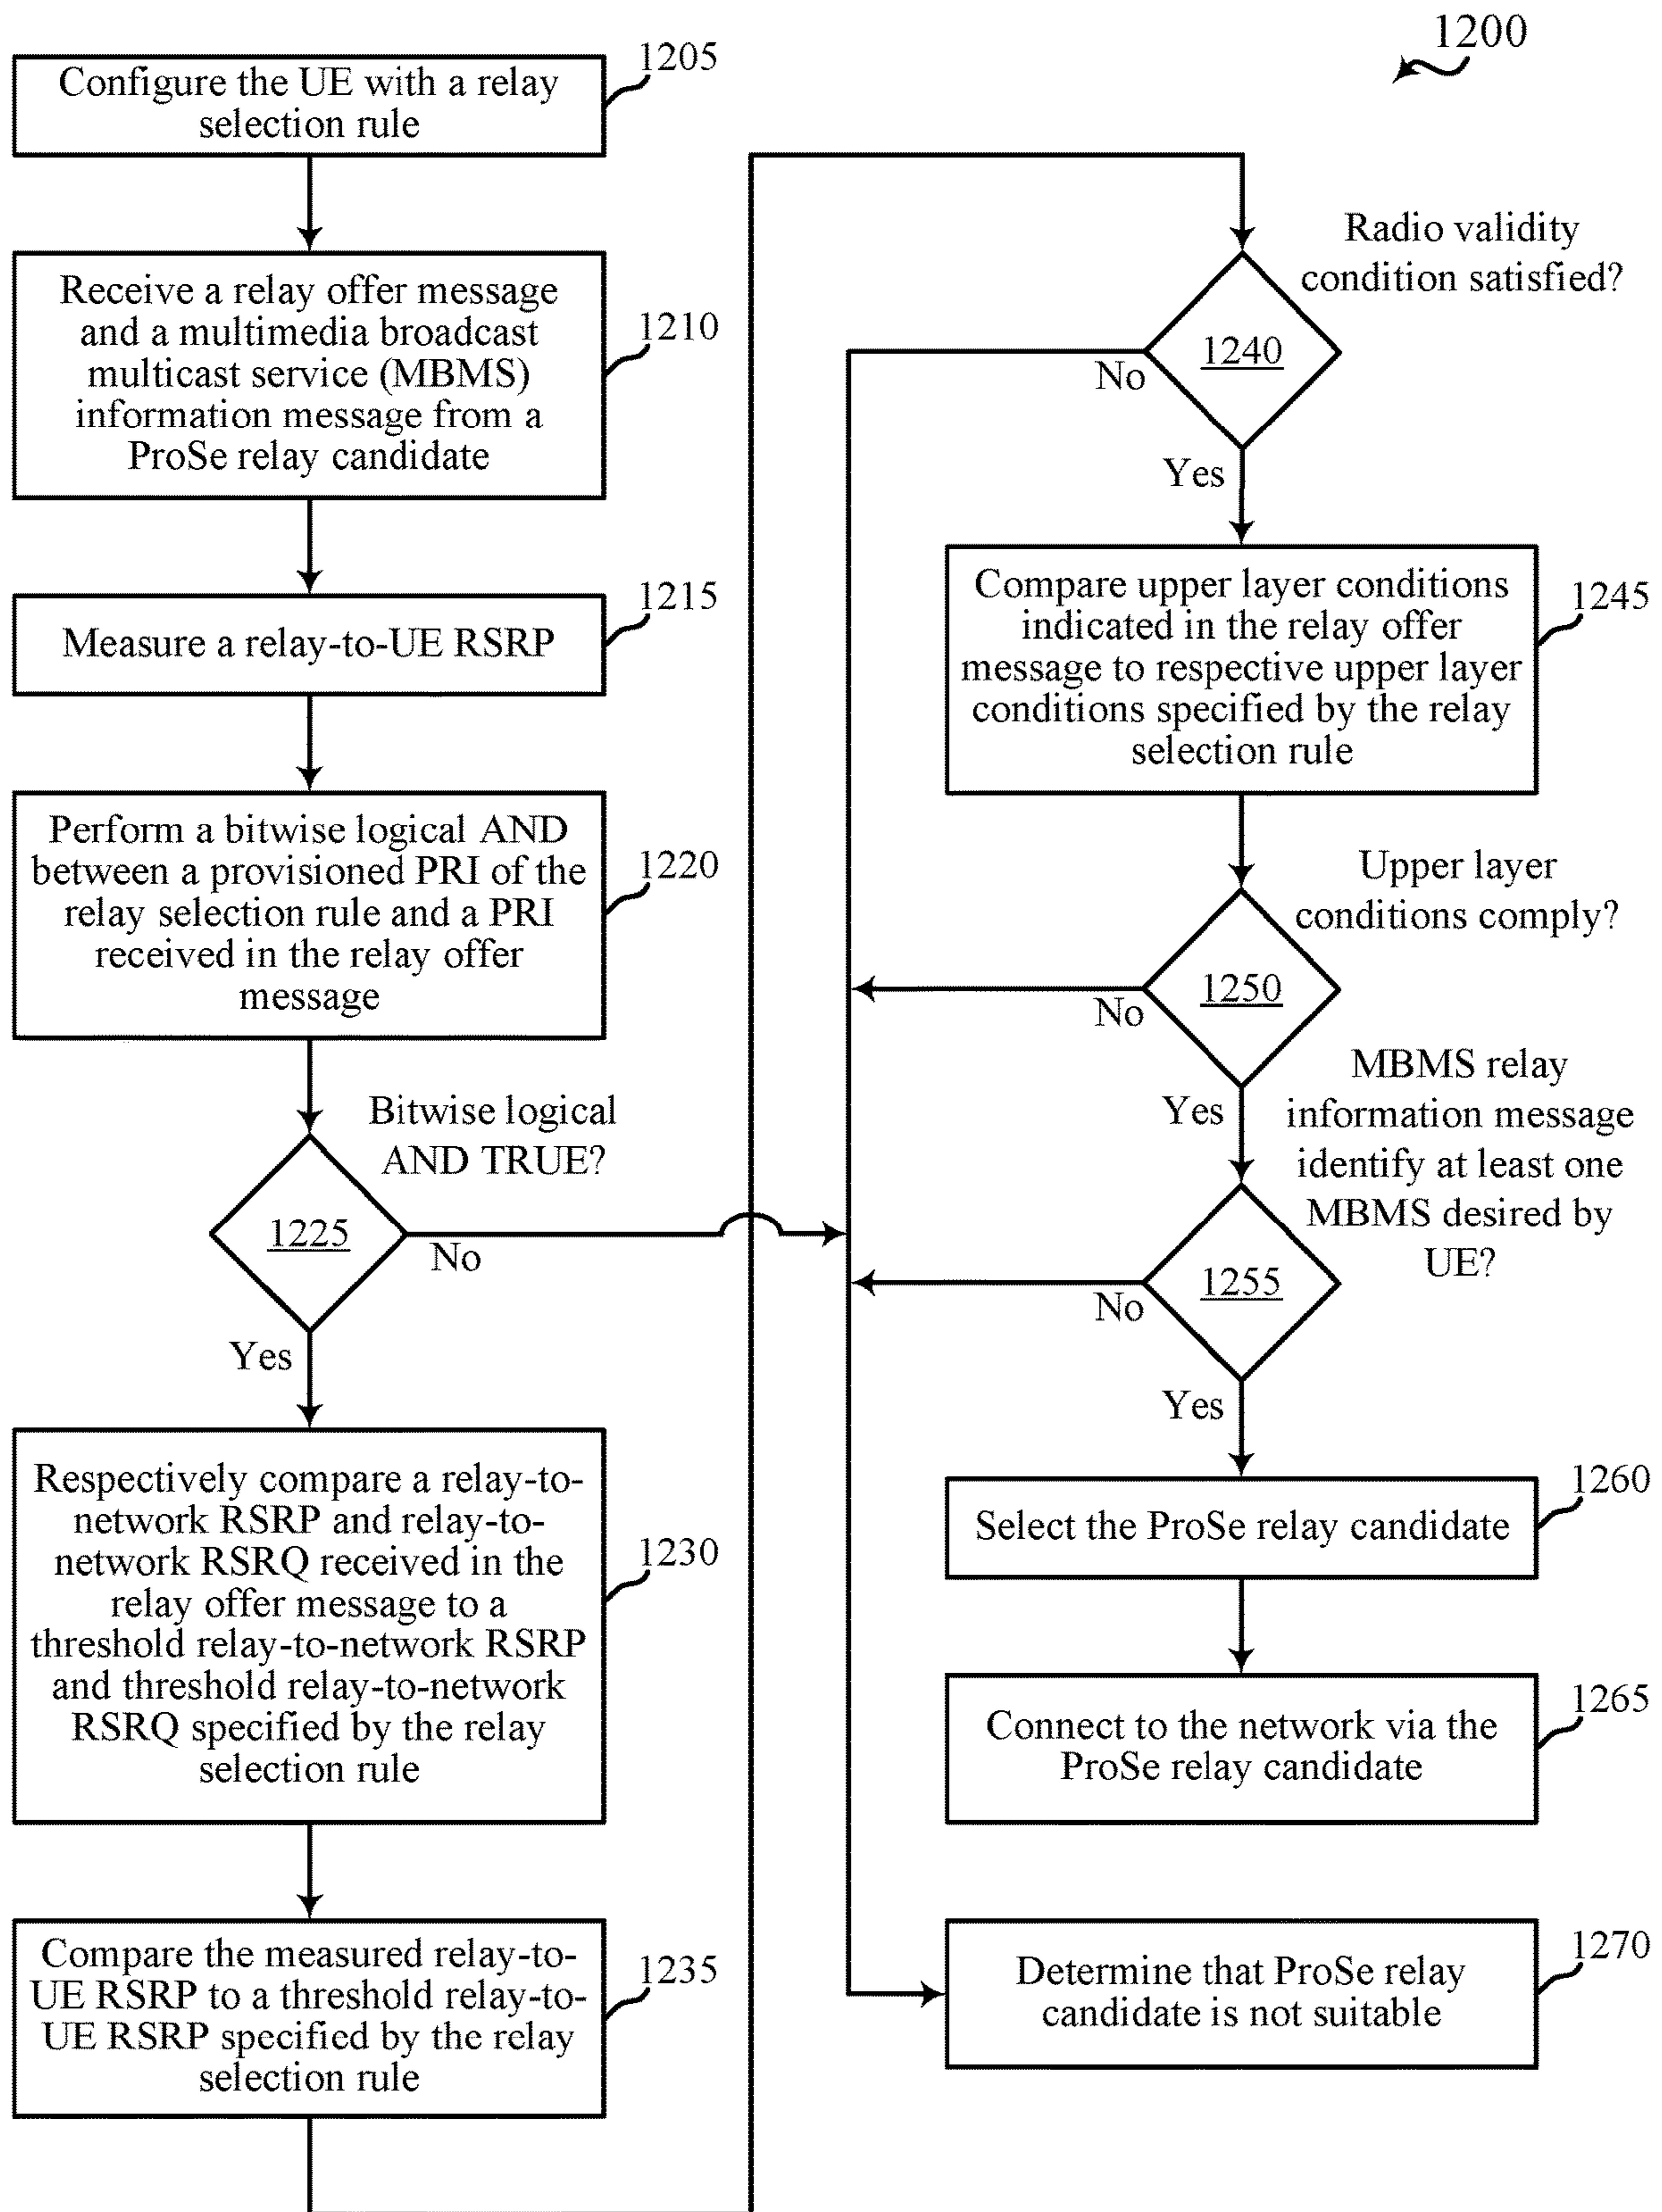 1200
1205
Configure the UE with a relay
selection rule
1210
Receive a relay offer message
and a multimedia broadcast
multicast service (MBMS)
information message from a
ProSe relay candidate
1215
Measure a relay-to-UE RSRP
1220
Perform a bitwise logical AND
between a provisioned PRI of the
relay selection rule and a PRI
received in the relay offer
message
Bitwise logical
AND TRUE?
1225
No
Yes
1230
Respectively compare a relay-to-
network RSRP and relay-to-
network RSRQ received in the
relay offer message to a
threshold relay-to-network RSRP
and threshold relay-to-network
RSRQ specified by the relay
selection rule
1235
Compare the measured relay-to-
UE RSRP to a threshold relay-to-
UE RSRP specified by the relay
selection rule
Radio validity
condition satisfied?
1240
No
Yes
1245
Compare upper layer conditions
indicated in the relay offer
message to respective upper layer
conditions specified by the relay
selection rule
Upper layer
conditions comply?
1250
No
Yes
MBMS relay
information message
identify at least one
MBMS desired by
UE?
1255
No
Yes
1260
Select the ProSe relay candidate
1265
Connect to the network via the
ProSe relay candidate
1270
Determine that ProSe relay
candidate is not suitable